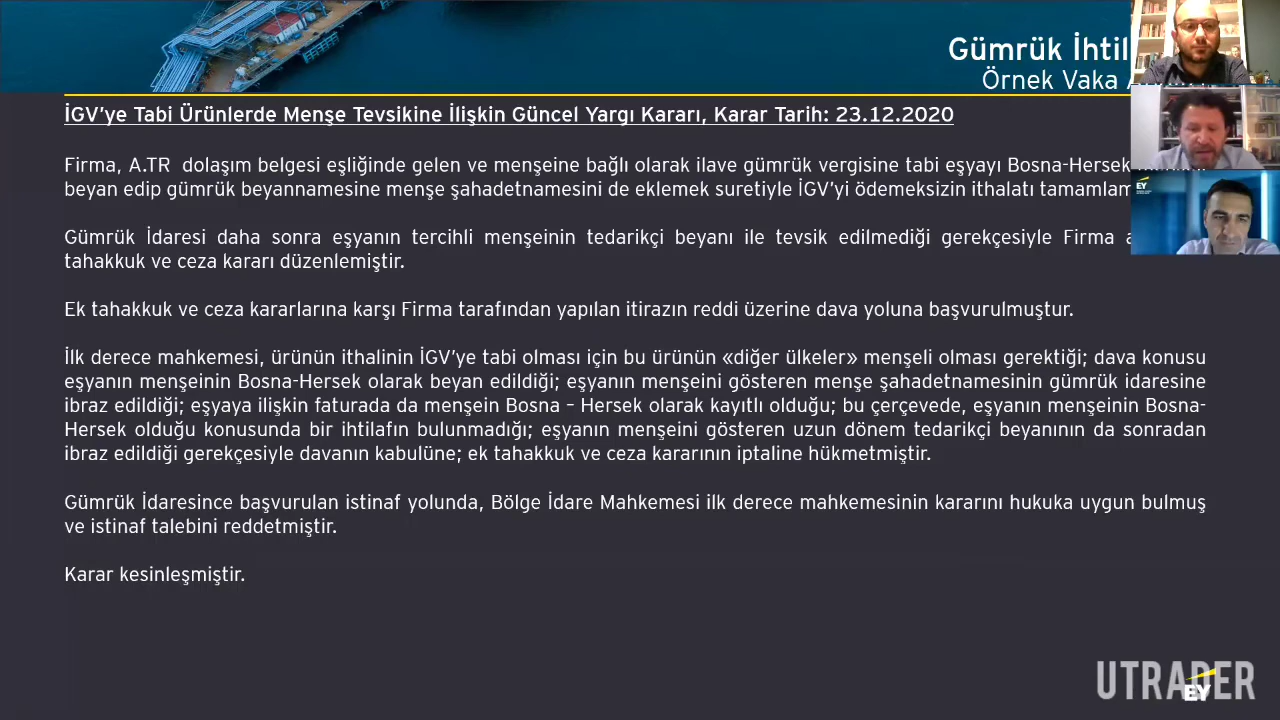 Gümrük İhtil
Örnek Vaka
İGV'ye Tabi Ürünlerde Menşe Tevsikine İlişkin Güncel Yargı Kararı, Karar Tarih: 23.12.2020
Firma, A.TR dolaşım belgesi eşliğinde gelen ve menşeine bağlı olarak ilave gümrük vergisine tabi eşyayı Bosna-Hersek
beyan edip gümrük beyannamesine menşe şahadetnamesini de eklemek suretiyle İGV'yi ödemeksizin ithalatı tamamlam
Gümrük İdaresi daha sonra eşyanın tercihli menşeinin tedarikçi beyanı ile tevsik edilmediği gerekçesiyle Firma
tahakkuk ve ceza kararı düzenlemiştir.
Ek tahakkuk ve ceza kararlarına karşı Firma tarafından yapılan itirazın reddi üzerine dava yoluna başvurulmuştur.
İlk derece mahkemesi, ürünün ithalinin İGV'ye tabi olması için bu ürünün «diğer ülkeler» menşeli olması gerektiği; dava konusu
eşyanın menşeinin Bosna-Hersek olarak beyan edildiği; eşyanın menşeini gösteren menşe şahadetnamesinin gümrük idaresine
ibraz edildiği; eşyaya ilişkin faturada da menşein Bosna – Hersek olarak kayıtlı olduğu; bu çerçevede, eşyanın menşeinin Bosna-
Hersek olduğu konusunda bir ihtilafın bulunmadığı; eşyanın menşeini gösteren uzun dönem tedarikçi beyanının da sonradan
ibraz edildiği gerekçesiyle davanın kabulüne; ek tahakkuk ve ceza kararının iptaline hükmetmiştir.
Gümrük İdaresince başvurulan istinaf yolunda, Bölge İdare Mahkemesi ilk derece mahkemesinin kararını hukuka uygun bulmuş
ve istinaf talebini reddetmiştir.
Karar kesinleşmiştir.
EY
UTRADER
EY